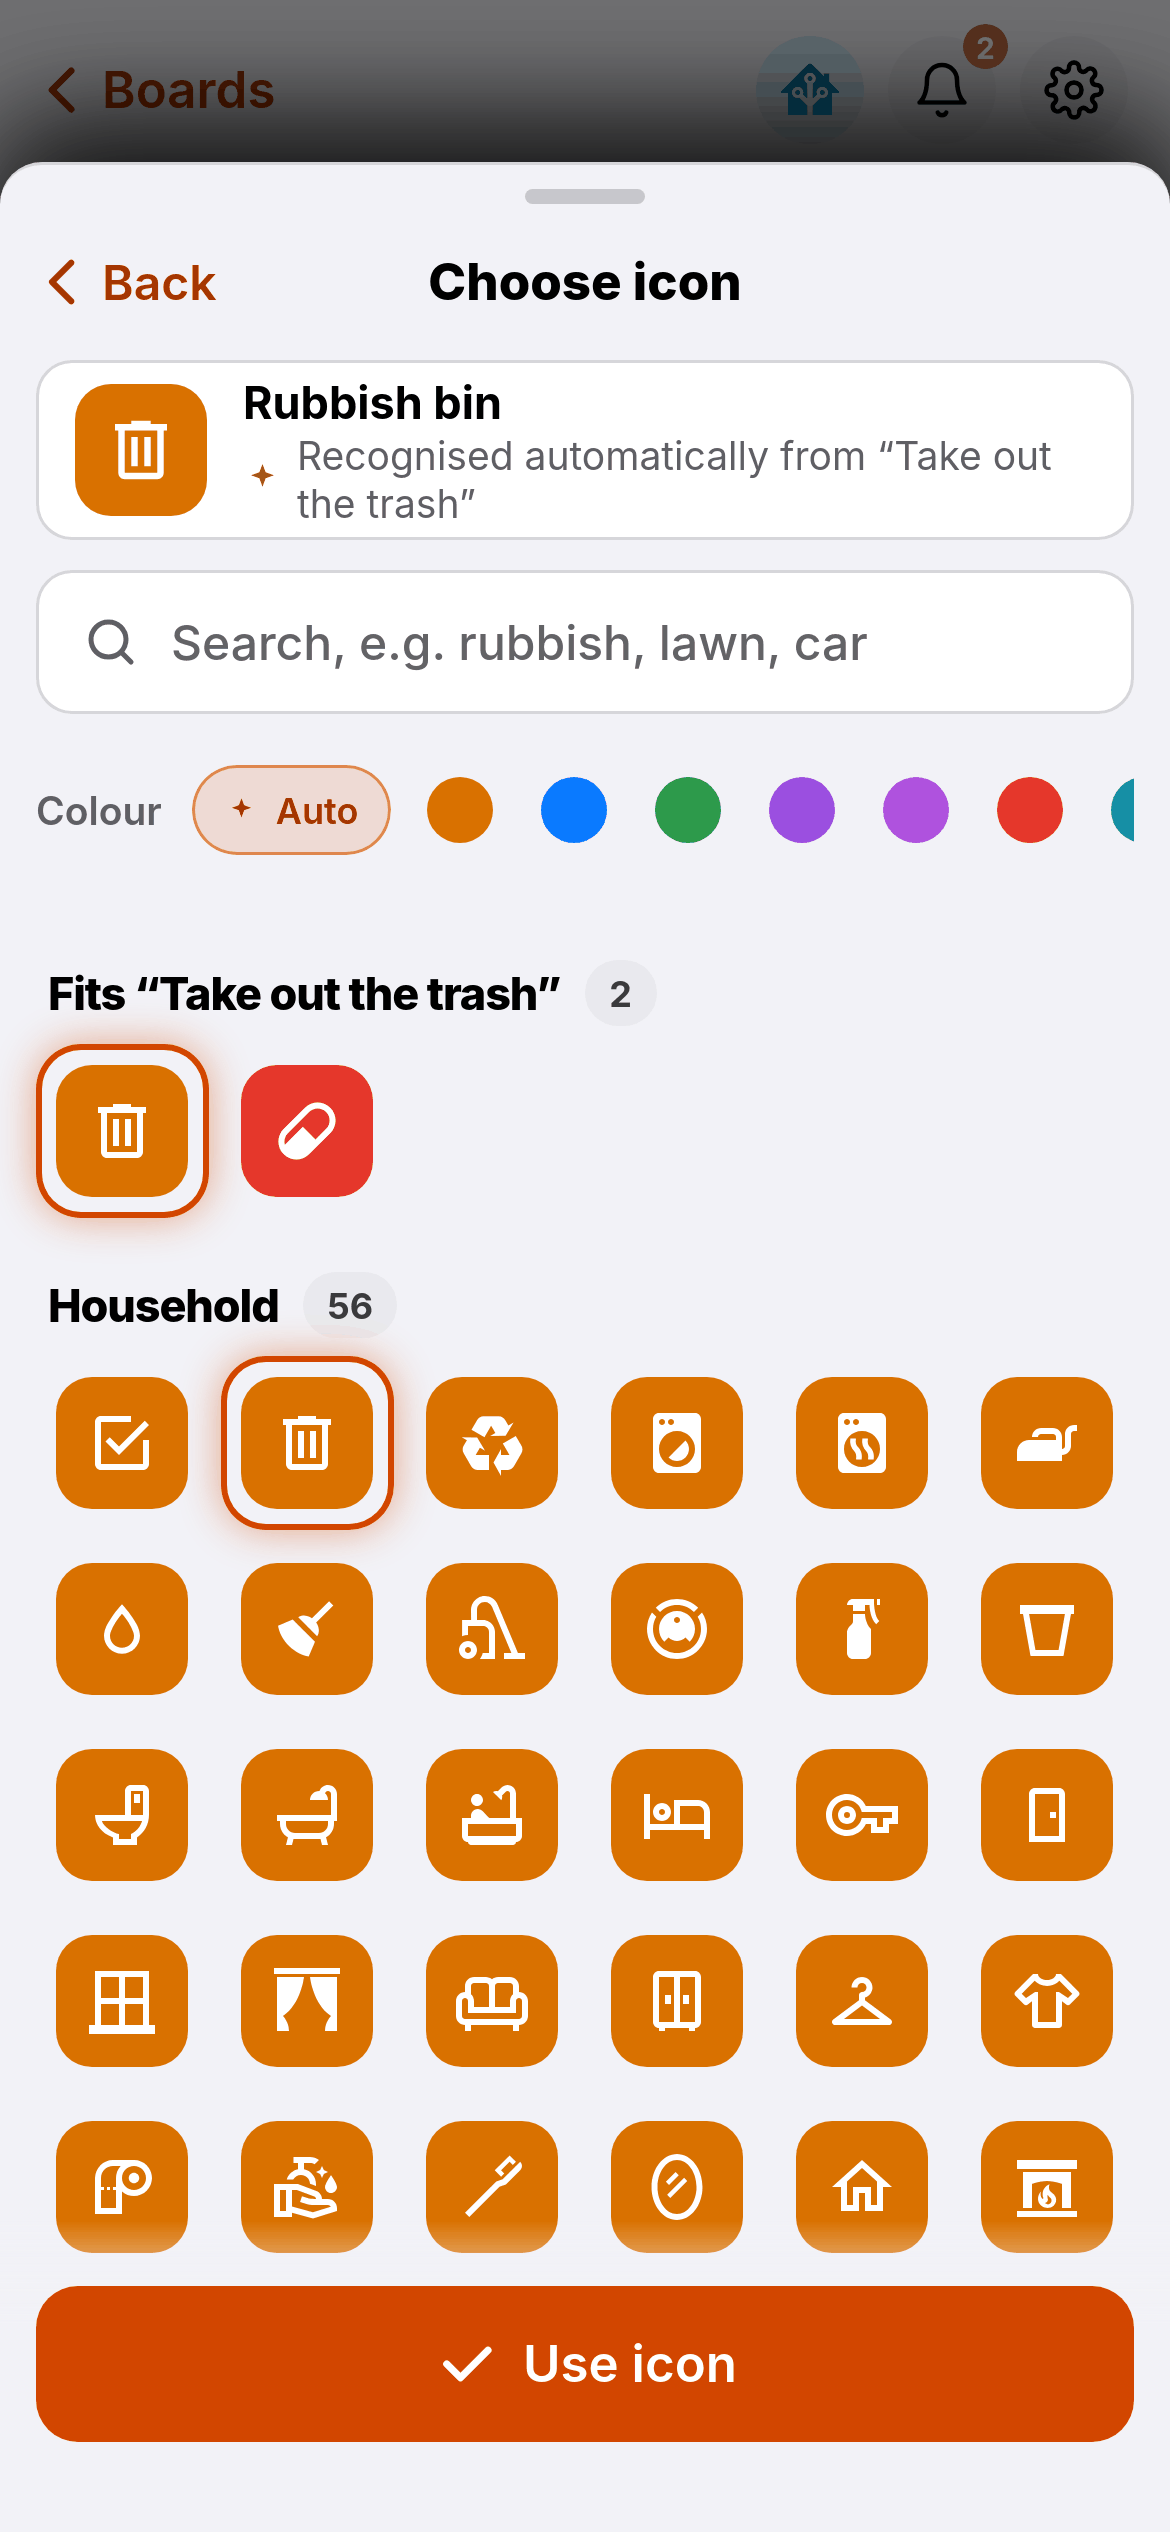 Boards
2
Back
Choose icon
Rubbish bin
Recognised automatically from “Take out
the trash”
Search, e.g. rubbish, lawn, car
Colour
Auto
Fits “Take out the trash”
2
Household
56
Use icon